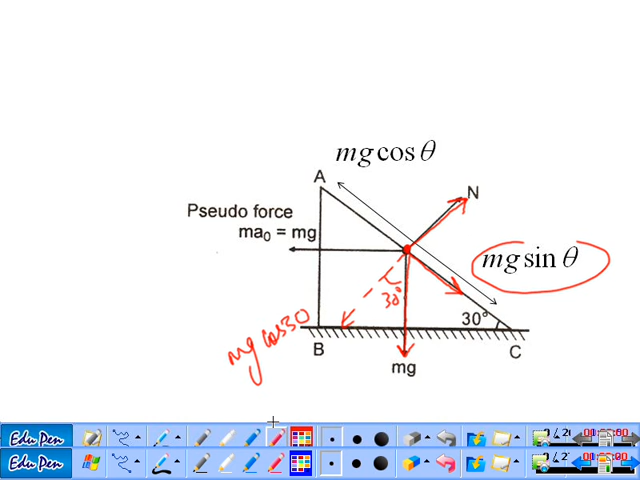 mg cos θ
A
N
Pseudo force
ma₀ = mg
mg sin θ
30°
30°
mg cos30
B
C
mg
Edu Pen
Edu Pen